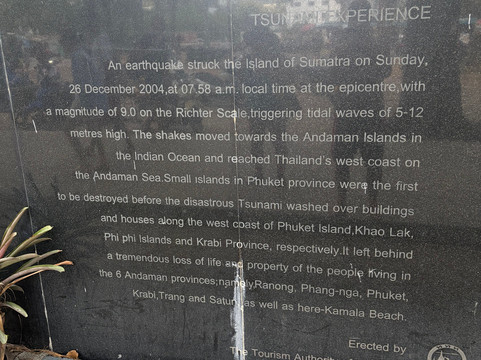 TSUNAMI EXPERIENCE
An earthquake struck the Island of Sumatra on Sunday,
26 December 2004,at 07.58 a.m. local time at the epicentre,with
a magnitude of 9.0 on the Richter Scale,triggering tidal waves of 5-12
metres high. The shakes moved towards the Andaman Islands in
the Indian Ocean and reached Thailand's west coast on
the Andaman Sea.Small islands in Phuket province were the first
to be destroyed before the disastrous Tsunami washed over buildings
and houses along the west coast of Phuket Island,Khao Lak,
Phi phi Islands and Krabi Province, respectively.It left behind
a tremendous loss of life and property of the people living in
the 6 Andaman provinces;namely,Ranong, Phang-nga, Phuket,
Krabi,Trang and Satun as well as here-Kamala Beach.
Erected by
The Tourism Authority